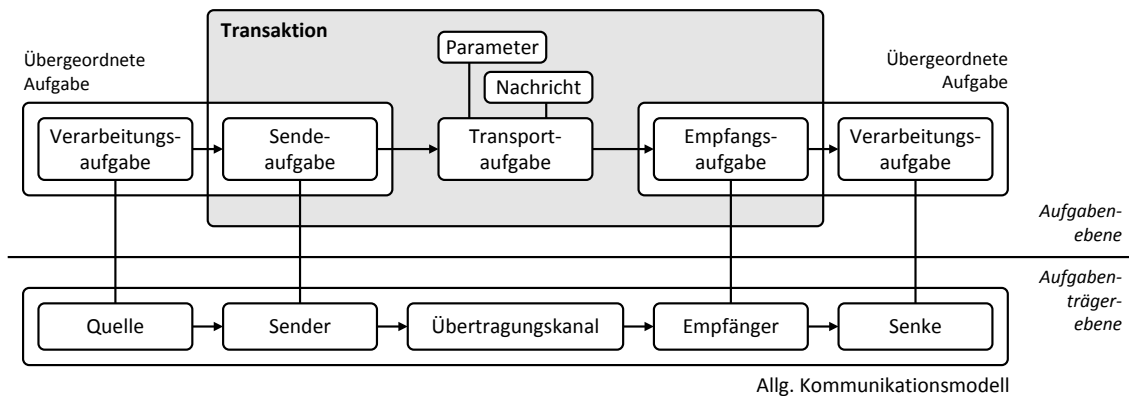 Transaktion
Parameter
Nachricht
Übergeordnete
Aufgabe
Übergeordnete
Aufgabe
Verarbeitungs-
aufgabe
Sende-
aufgabe
Transport-
aufgabe
Empfangs-
aufgabe
Verarbeitungs-
aufgabe
Aufgaben-
ebene
Aufgaben-
träger-
ebene
Quelle
Sender
Übertragungskanal
Empfänger
Senke
Allg. Kommunikationsmodell